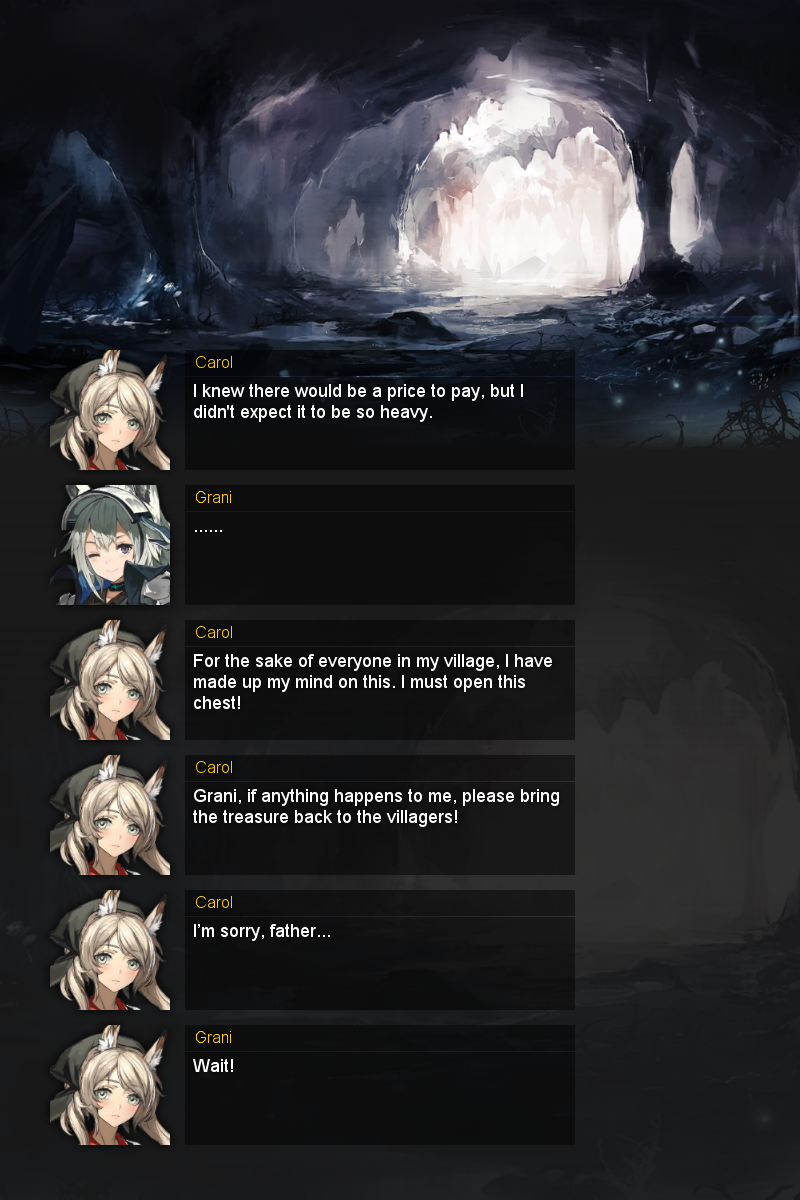 Carol
I knew there would be a price to pay, but I
didn't expect it to be so heavy.
Grani
......
Carol
For the sake of everyone in my village, I have
made up my mind on this. I must open this
chest!
Carol
Grani, if anything happens to me, please bring
the treasure back to the villagers!
Carol
I’m sorry, father...
Grani
Wait!